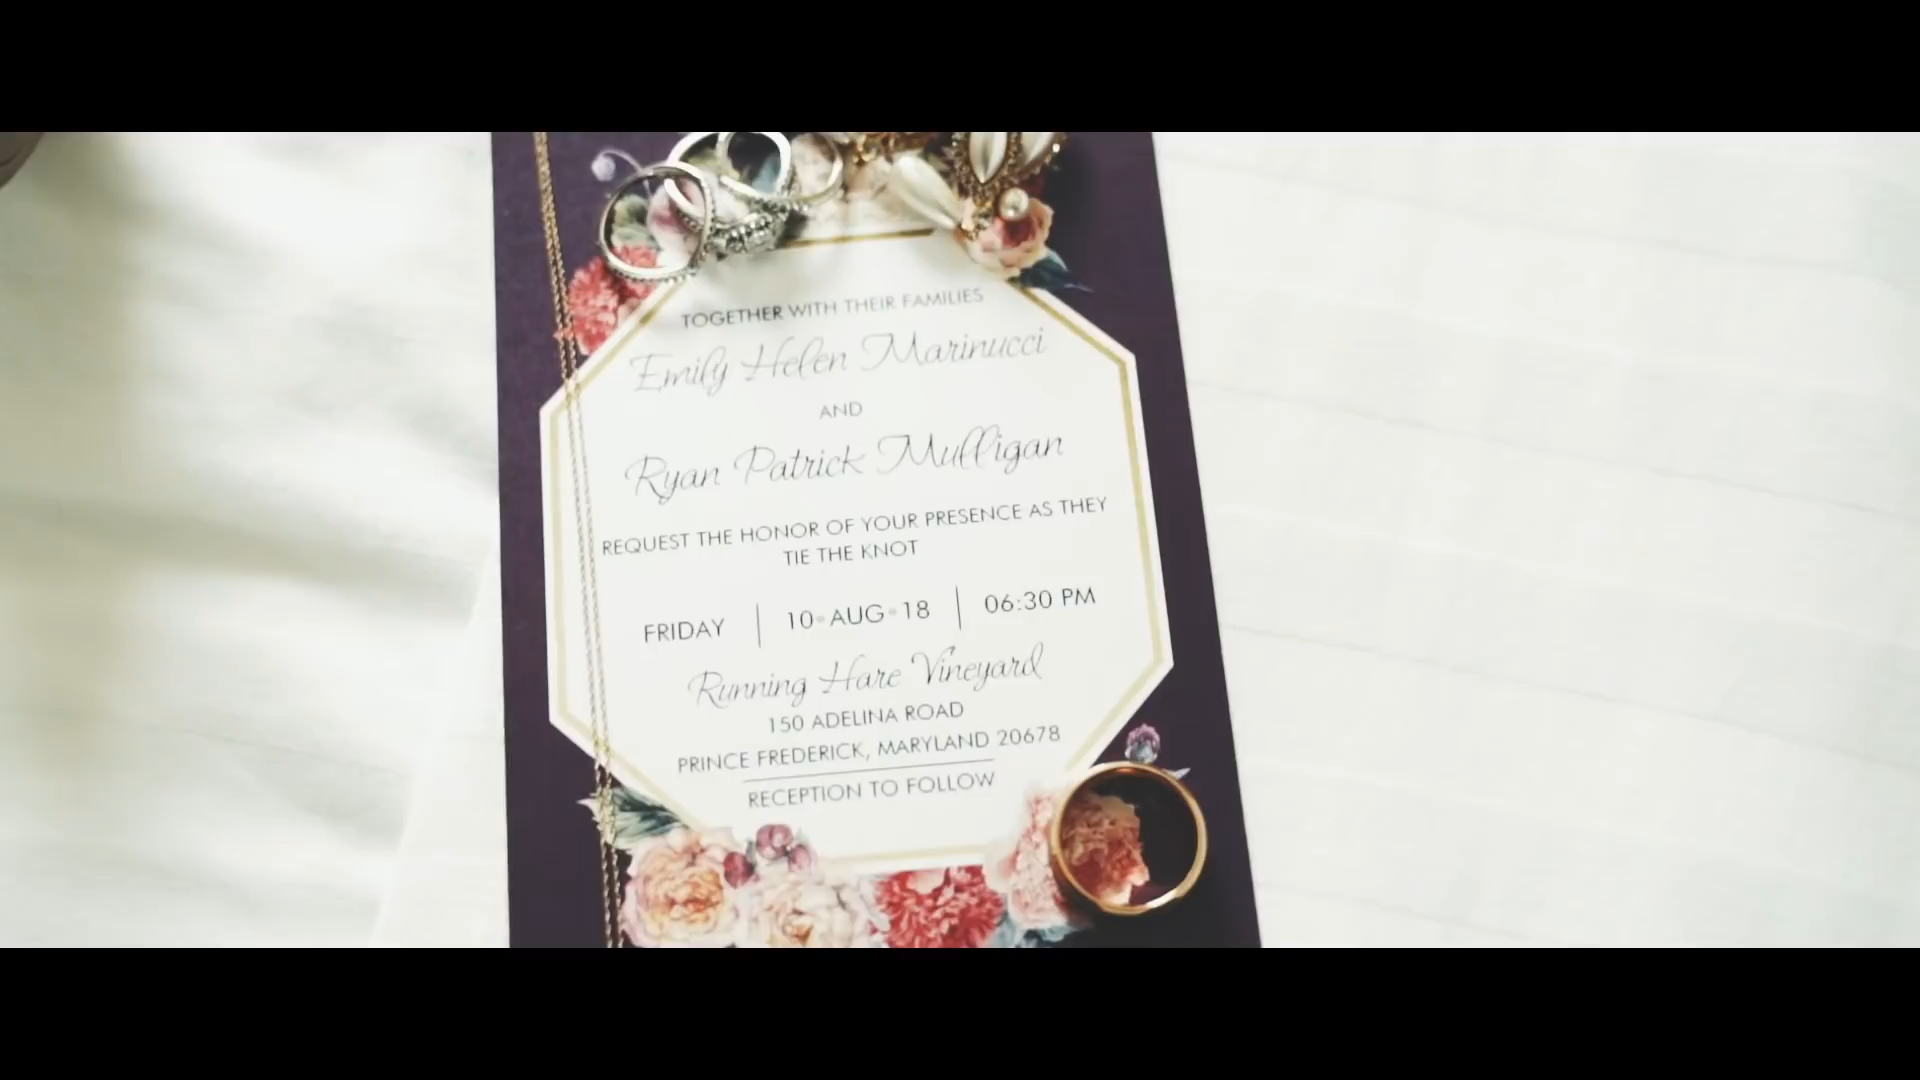 TOGETHER WITH THEIR FAMILIES
Emily Helen Marinucci
AND
Ryan Patrick Mulligan
REQUEST THE HONOR OF YOUR PRESENCE AS THEY
TIE THE KNOT
FRIDAY | 10·AUG·18 | 06:30 PM
Running Hare Vineyard
150 ADELINA ROAD
PRINCE FREDERICK, MARYLAND 20678
RECEPTION TO FOLLOW